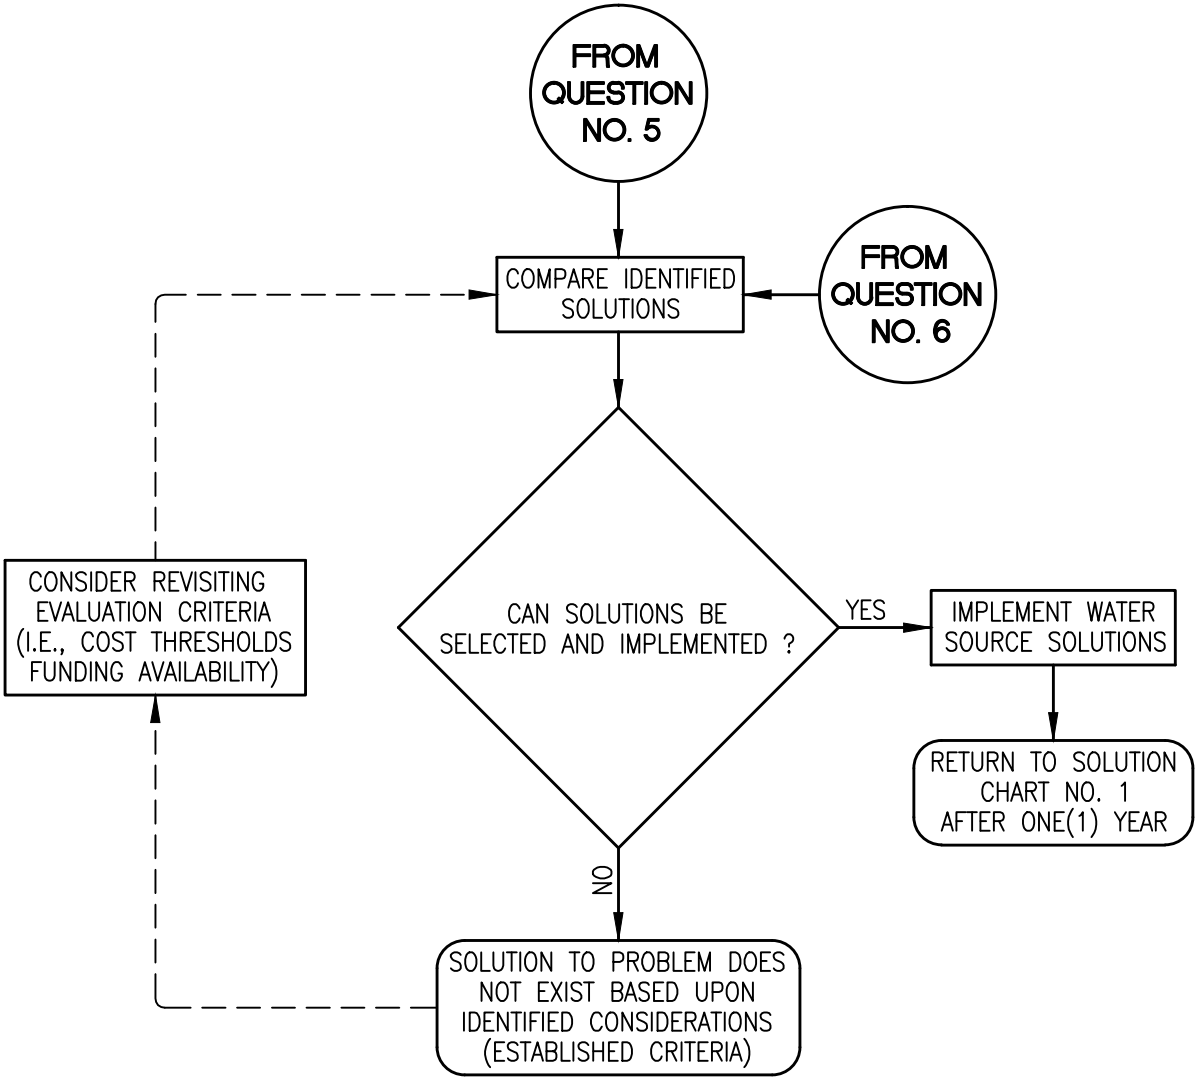 FROM
QUESTION
NO. 5
FROM
QUESTION
NO. 6
COMPARE IDENTIFIED
SOLUTIONS
CAN SOLUTIONS BE
SELECTED AND IMPLEMENTED ?
YES
IMPLEMENT WATER
SOURCE SOLUTIONS
RETURN TO SOLUTION
CHART NO. 1
AFTER ONE(1) YEAR
NO
SOLUTION TO PROBLEM DOES
NOT EXIST BASED UPON
IDENTIFIED CONSIDERATIONS
(ESTABLISHED CRITERIA)
CONSIDER REVISITING
EVALUATION CRITERIA
(I.E., COST THRESHOLDS
FUNDING AVAILABILITY)